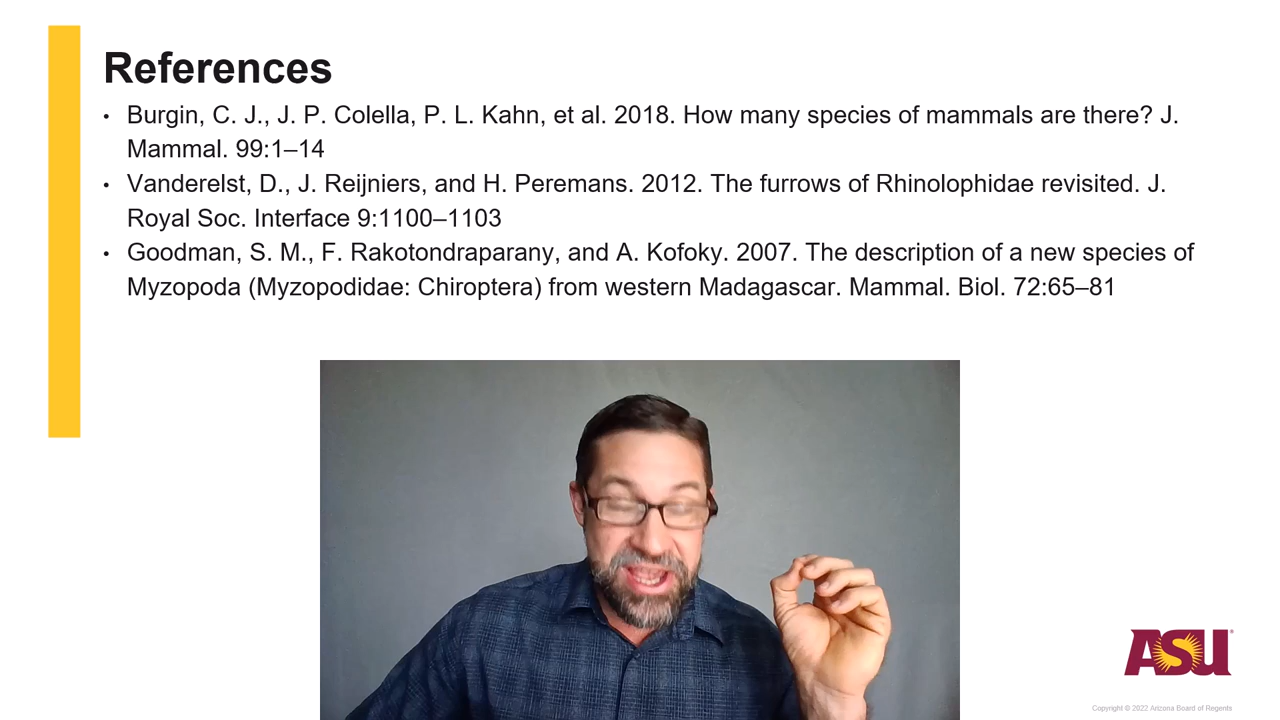 References
• Burgin, C. J., J. P. Colella, P. L. Kahn, et al. 2018. How many species of mammals are there? J.
Mammal. 99:1–14
• Vanderelst, D., J. Reijniers, and H. Peremans. 2012. The furrows of Rhinolophidae revisited. J.
Royal Soc. Interface 9:1100–1103
• Goodman, S. M., F. Rakotondraparany, and A. Kofoky. 2007. The description of a new species of
Myzopoda (Myzopodidae: Chiroptera) from western Madagascar. Mammal. Biol. 72:65–81
ASU®
Copyright © 2022 Arizona Board of Regents